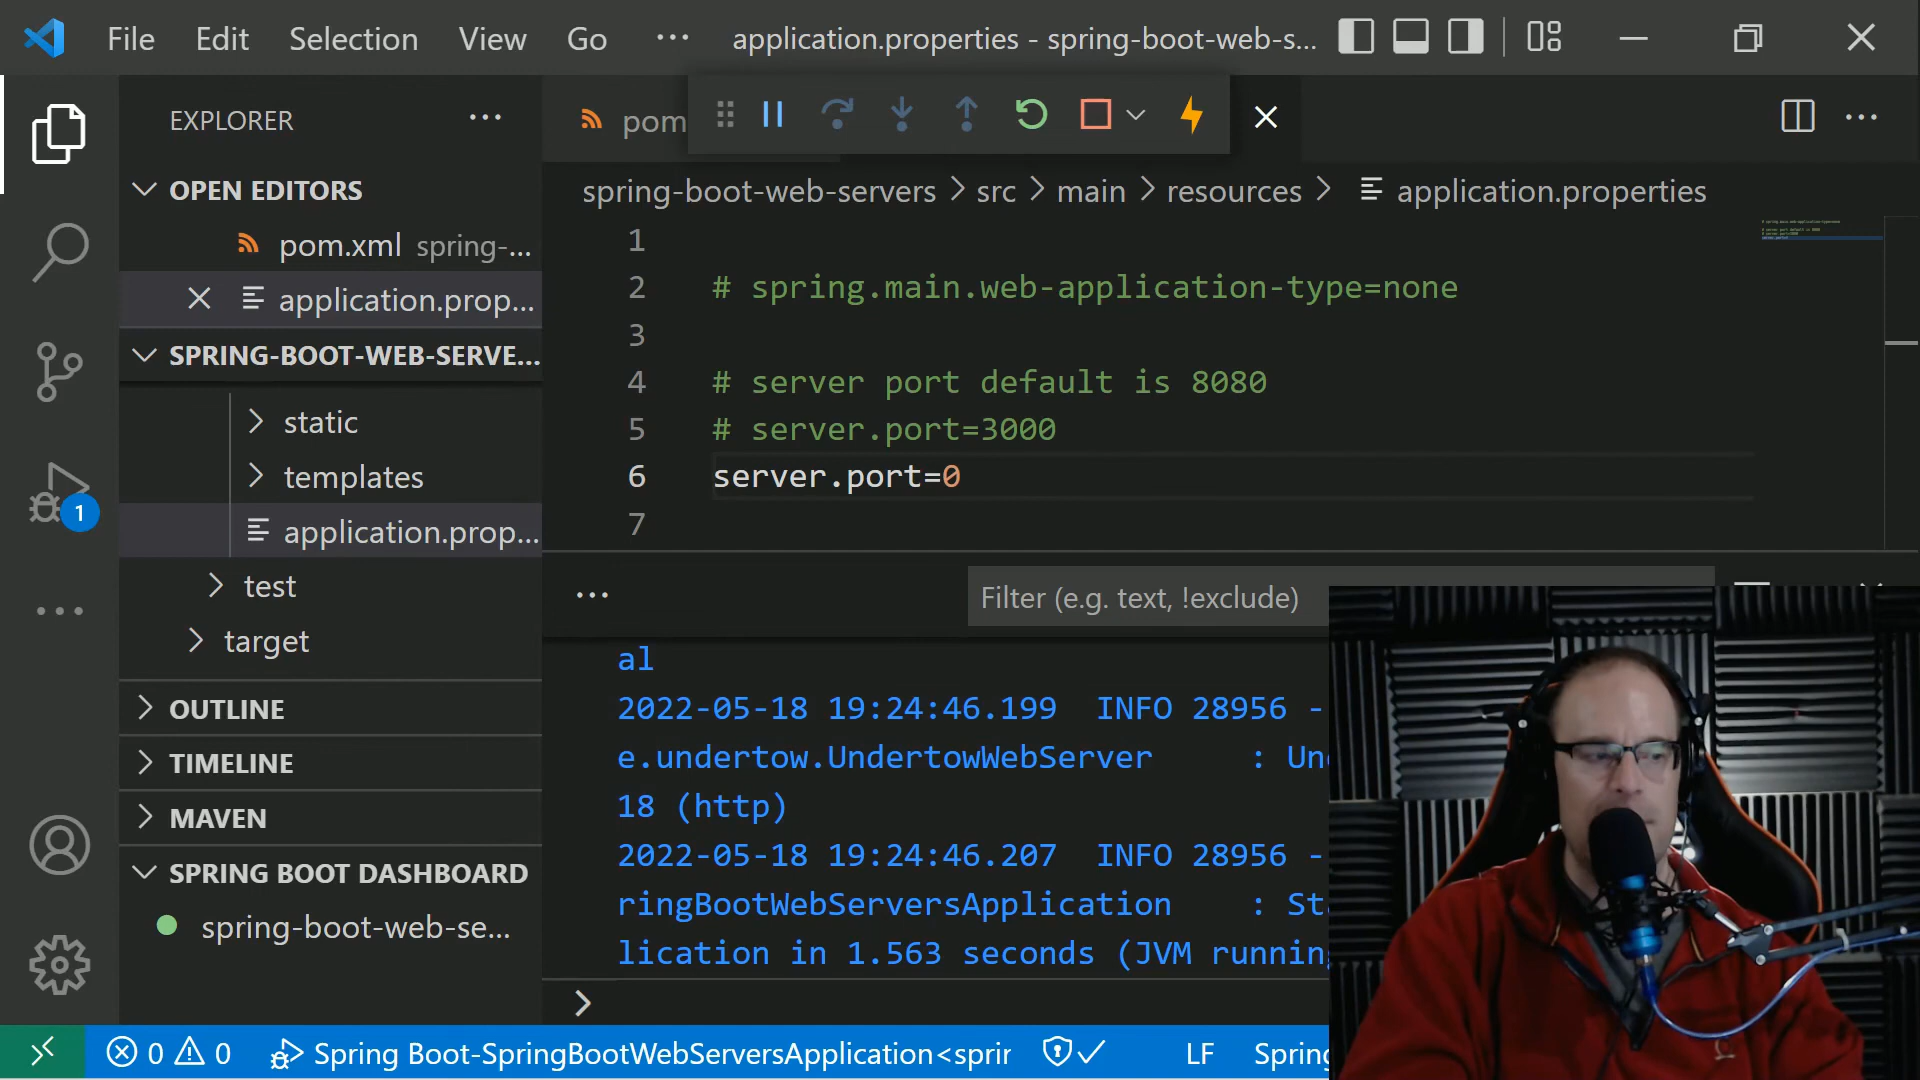 File Edit Selection View Go ··· application.properties - spring-boot-web-s...
EXPLORER ···
pom
OPEN EDITORS
pom.xml spring-...
application.prop...
SPRING-BOOT-WEB-SERVE...
static
templates
application.prop...
test
target
OUTLINE
TIMELINE
MAVEN
SPRING BOOT DASHBOARD
spring-boot-web-se...
1
spring-boot-web-servers > src > main > resources > application.properties
1
2 # spring.main.web-application-type=none
3
4 # server port default is 8080
5 # server.port=3000
6 server.port=0
7
··· Filter (e.g. text, !exclude)
al
2022-05-18 19:24:46.199 INFO 28956 -
e.undertow.UndertowWebServer : Un
18 (http)
2022-05-18 19:24:46.207 INFO 28956 -
ringBootWebServersApplication : St
lication in 1.563 seconds (JVM running
>
0 0 Spring Boot-SpringBootWebServersApplication<sprin LF Spring